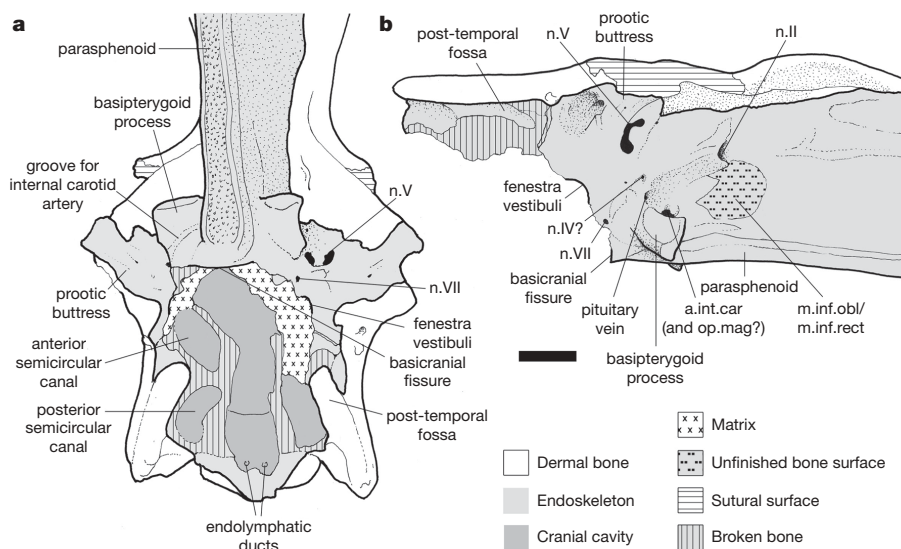 a
parasphenoid
basipterygoid
process
groove for
internal carotid
artery
prootic
buttress
anterior
semicircular
canal
posterior
semicircular
canal
endolymphatic
ducts
n.V
n.VII
fenestra
vestibuli
basicranial
fissure
post-temporal
fossa
b
post-temporal
fossa
n.V
prootic
buttress
n.II
fenestra
vestibuli
n.IV?
n.VII
basicranial
fissure
pituitary
vein
basipterygoid
process
a.int.car
(and op.mag?)
parasphenoid
m.inf.obl/
m.inf.rect
Dermal bone
Endoskeleton
Cranial cavity
Matrix
Unfinished bone surface
Sutural surface
Broken bone